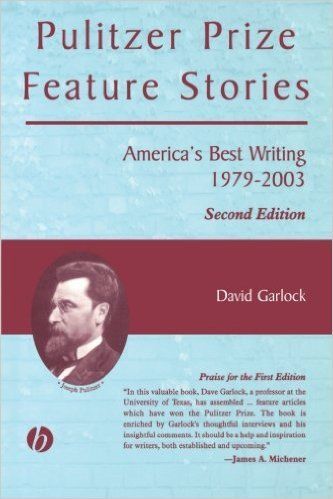 Pulitzer Prize
Feature Stories
America's Best Writing
1979-2003
Second Edition
David Garlock
• Joseph Pulitzer •
Praise for the First Edition
"In this valuable book, Dave Garlock, a professor at the
University of Texas, has assembled ... feature articles
which have won the Pulitzer Prize. The book is
enriched by Garlock's thoughtful interviews and his
insightful comments. It should be a help and inspiration
for writers, both established and upcoming."
—James A. Michener
b